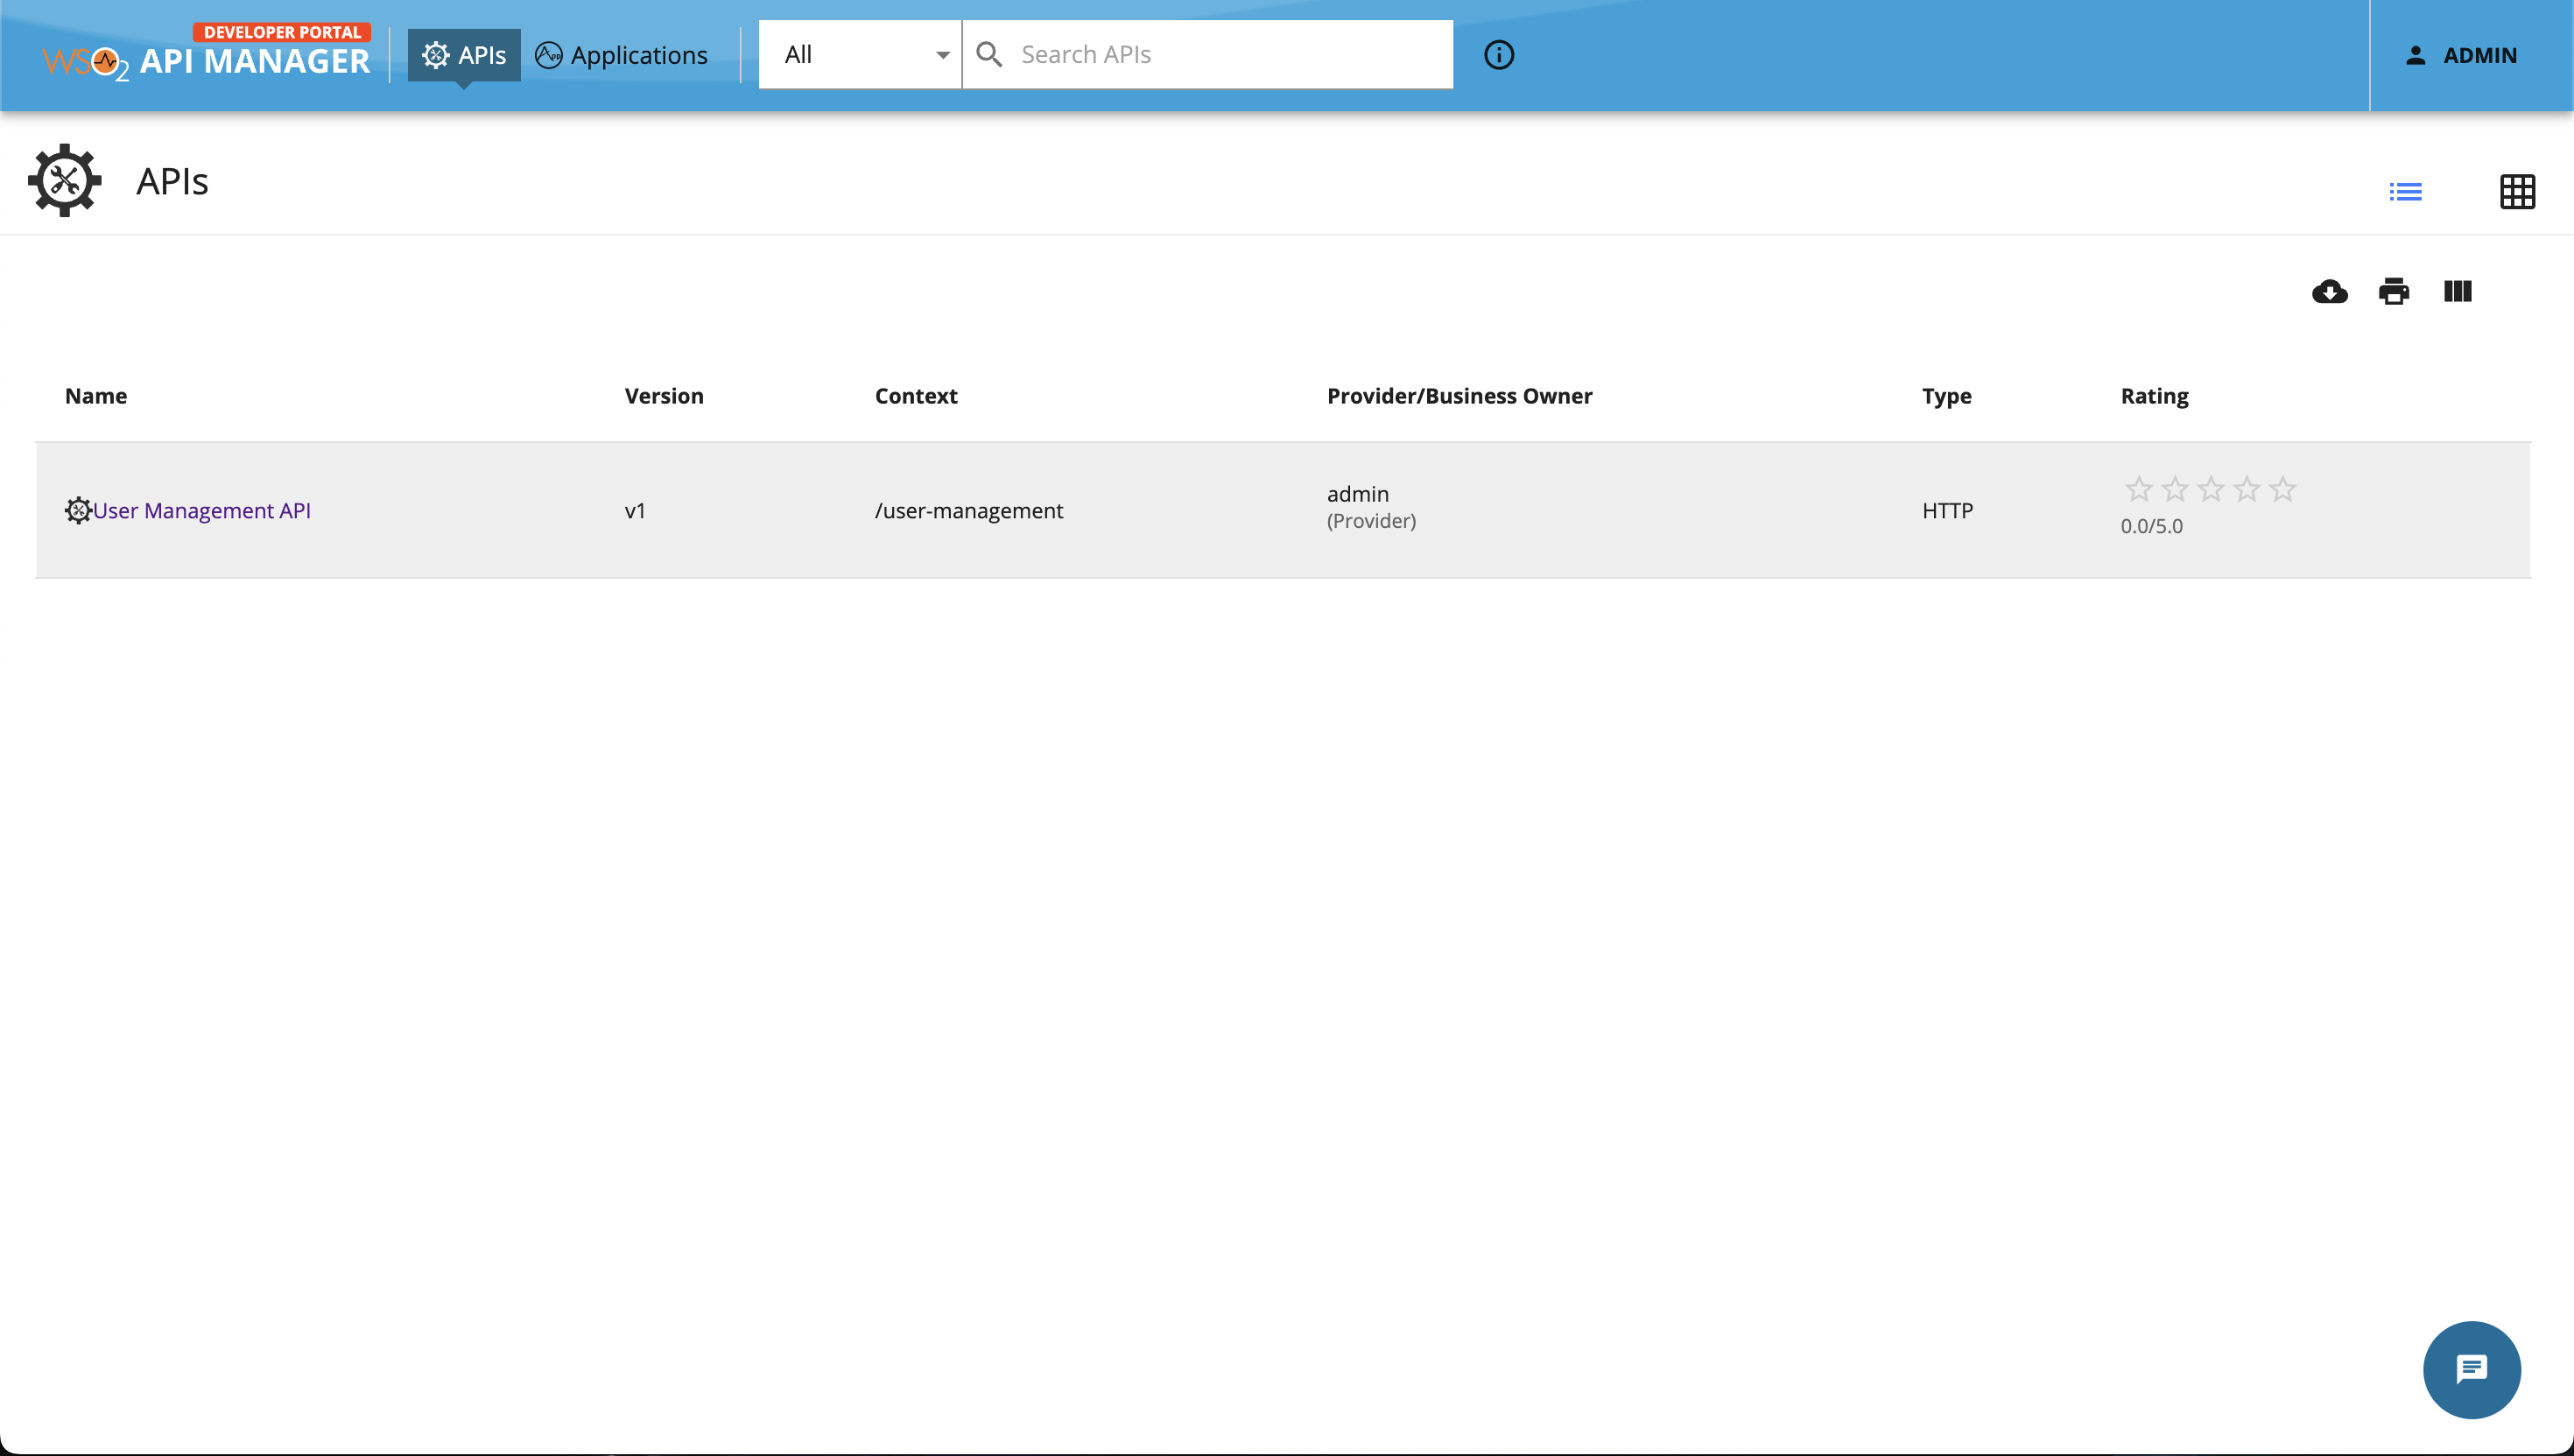 DEVELOPER PORTAL
WSO2 API MANAGER
APIs
APP Applications
All
Search APIs
ADMIN
APIs
Name Version Context Provider/Business Owner Type Rating
User Management API v1 /user-management admin (Provider) HTTP 0.0/5.0